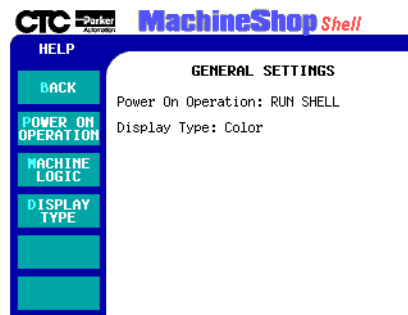 CTC Parker Automation MachineShop Shell
HELP
GENERAL SETTINGS
BACK
Power On Operation: RUN SHELL
POWER ON
OPERATION
Display Type: Color
MACHINE
LOGIC
DISPLAY
TYPE